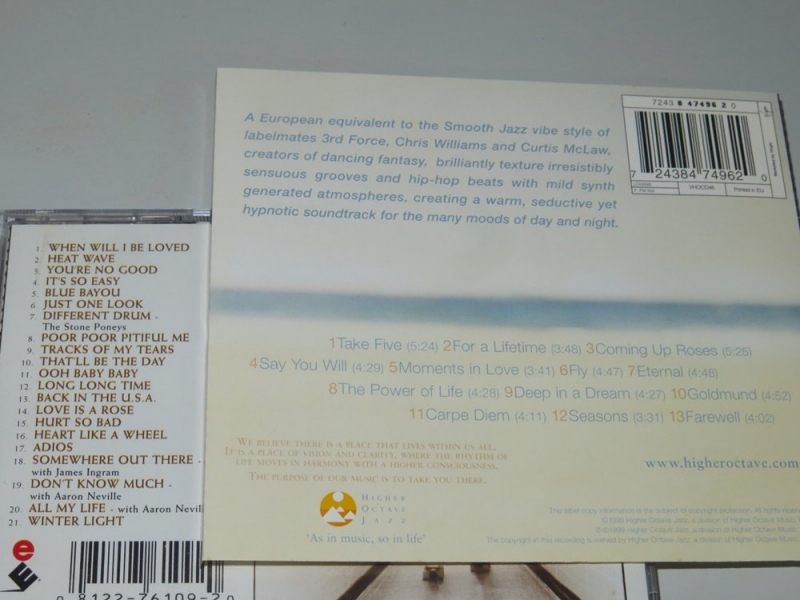 A European equivalent to the Smooth Jazz vibe style of
labelmates 3rd Force, Chris Williams and Curtis McLaw,
creators of dancing fantasy, brilliantly texture irresistibly
sensuous grooves and hip-hop beats with mild synth
generated atmospheres, creating a warm, seductive yet
hypnotic soundtrack for the many moods of day and night.
7243 8 47496 2 0
7 24384 74962 0
1Take Five (5:24) 2For a Lifetime (3:48) 3Coming Up Roses (5:25)
4Say You Will (4:29) 5Moments in Love (3:41) 6Fly (4:47) 7Eternal (4:48)
8The Power of Life (4:28) 9Deep in a Dream (4:27) 10Goldmund (4:52)
11Carpe Diem (4:11) 12Seasons (3:31) 13Farewell (4:02)
WE BELIEVE THERE IS A PLACE THAT LIVES WITHIN US ALL.
IT IS A PLACE OF VISION AND CLARITY, WHERE THE RHYTHM OF
LIFE MOVES IN HARMONY WITH A HIGHER CONSCIOUSNESS.
THE PURPOSE OF OUR MUSIC IS TO TAKE YOU THERE.
www.higheroctave.com
HIGHER
OCTAVE
JAZZ
"As in music, so in life"
1. WHEN WILL I BE LOVED
2. HEAT WAVE
3. YOU'RE NO GOOD
4. IT'S SO EASY
5. BLUE BAYOU
6. JUST ONE LOOK
7. DIFFERENT DRUM -
The Stone Poneys
8. POOR POOR PITIFUL ME
9. TRACKS OF MY TEARS
10. THAT'LL BE THE DAY
11. OOH BABY BABY
12. LONG LONG TIME
13. BACK IN THE U.S.A.
14. LOVE IS A ROSE
15. HURT SO BAD
16. HEART LIKE A WHEEL
17. ADIOS
18. SOMEWHERE OUT THERE -
with James Ingram
19. DON'T KNOW MUCH -
with Aaron Neville
20. ALL MY LIFE - with Aaron Nevill
21. WINTER LIGHT
e
0 8122-76109-2 0